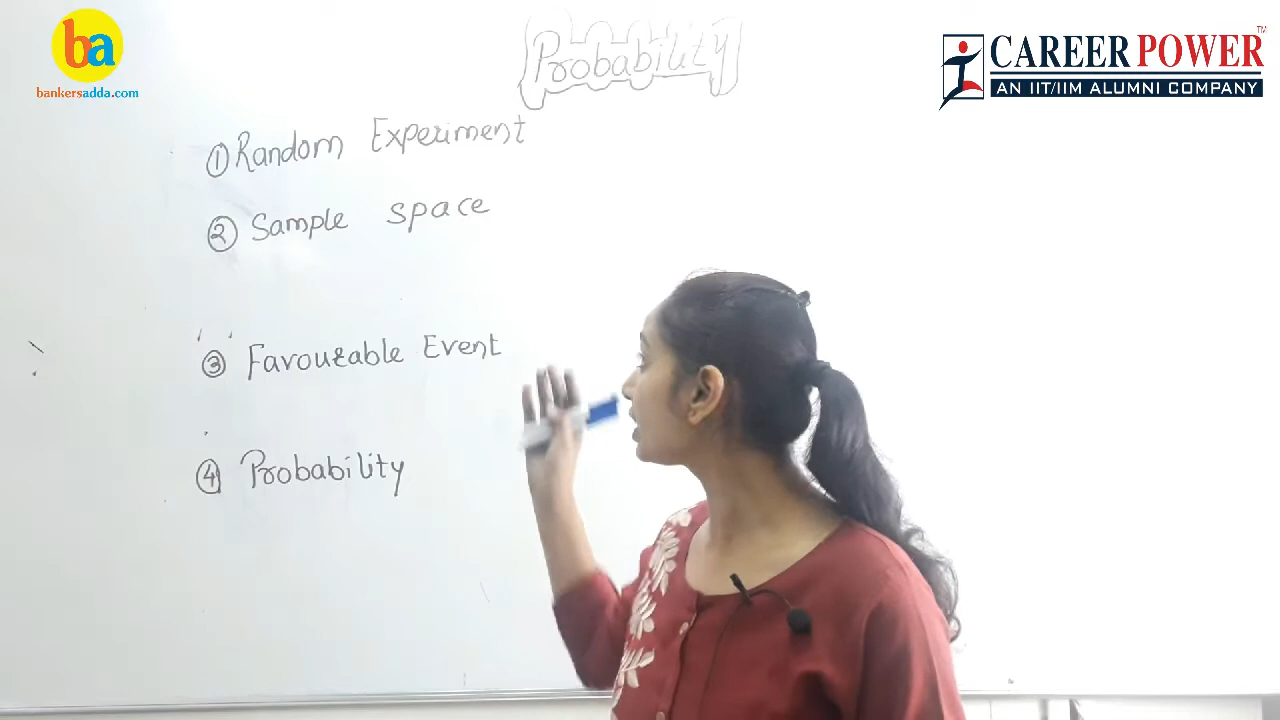 ba
bankersadda.com
Probability
CAREER POWER
TM
AN IIT/IIM ALUMNI COMPANY
① Random Experiment
② Sample space
③ Favourable Event
④ Probability